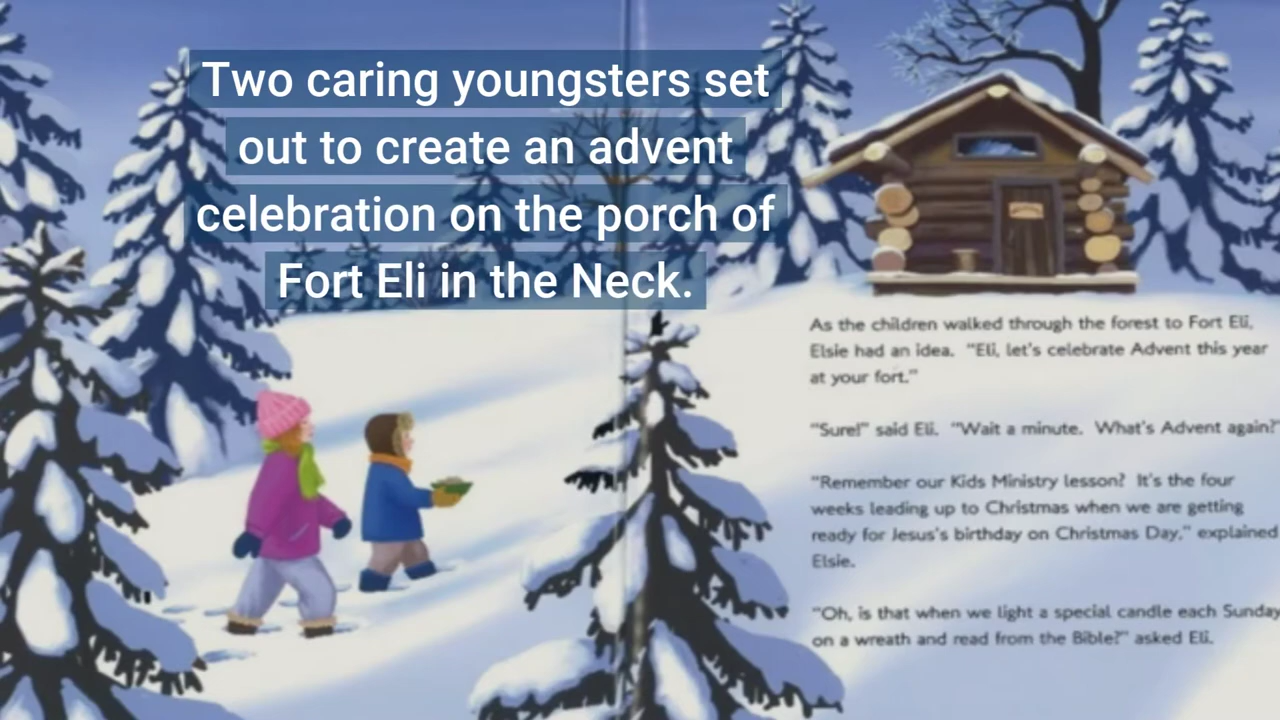 Two caring youngsters set
out to create an advent
celebration on the porch of
Fort Eli in the Neck.
As the children walked through the forest to Fort Eli,
Elsie had an idea. "Eli, let's celebrate Advent this year
at your fort."
"Sure!" said Eli. "Wait a minute. What's Advent again?"
"Remember our Kids Ministry lesson? It's the four
weeks leading up to Christmas when we are getting
ready for Jesus's birthday on Christmas Day," explained
Elsie.
"Oh, is that when we light a special candle each Sunday
on a wreath and read from the Bible?" asked Eli.